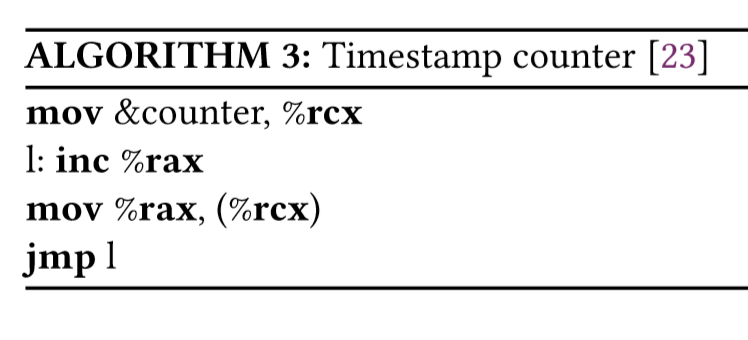 ALGORITHM 3: Timestamp counter [23]
mov &counter, %rcx
l: inc %rax
mov %rax, (%rcx)
jmp l